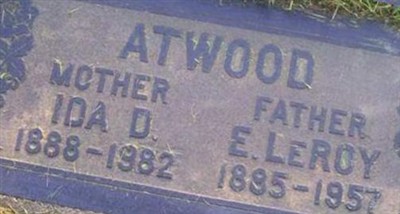 ATWOOD
MOTHER
IDA D.
1888-1982
FATHER
E. LEROY
1885-1957